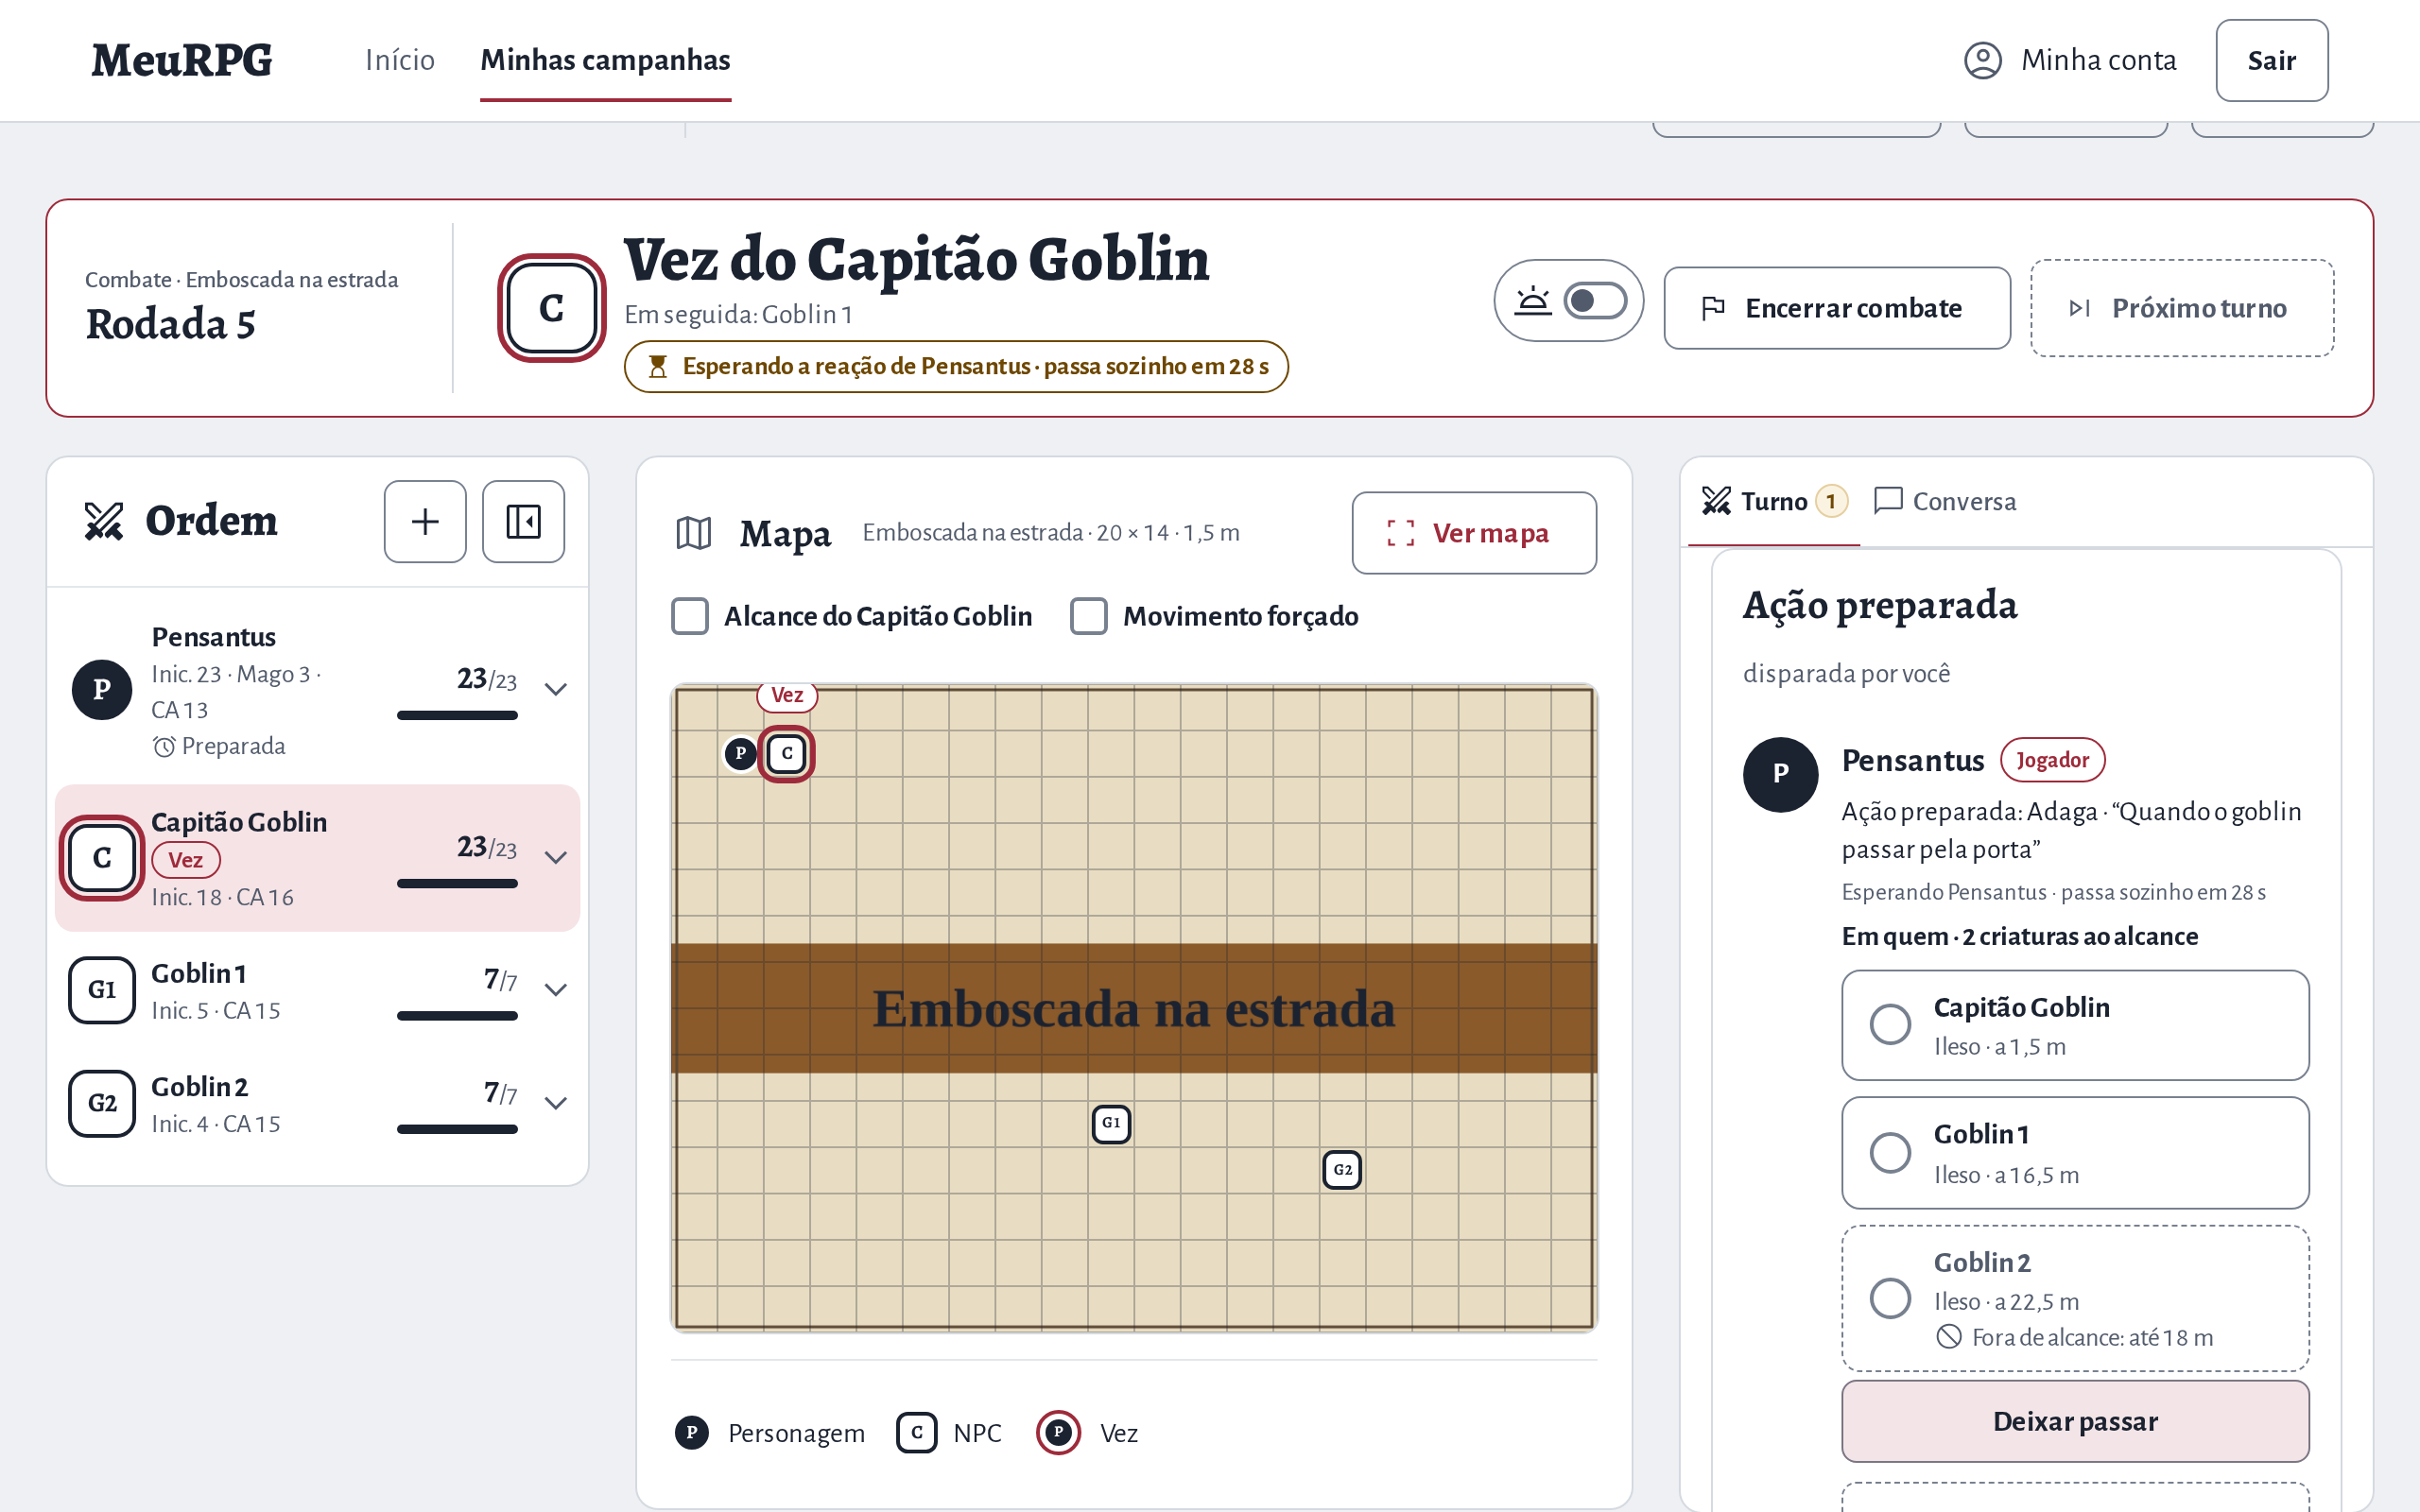 MeuRPG
Início
Minhas campanhas
Minha conta
Sair
Combate · Emboscada na estrada
Rodada 5
C
Vez do Capitão Goblin
Em seguida: Goblin 1
Esperando a reação de Pensantus · passa sozinho em 28 s
Encerrar combate
Próximo turno
Ordem
P
Pensantus
Inic. 23 · Mago 3 ·
CA 13
Preparada
23/23
C
Capitão Goblin
Vez
Inic. 18 · CA 16
23/23
G1
Goblin 1
Inic. 5 · CA 15
7/7
G2
Goblin 2
Inic. 4 · CA 15
7/7
Mapa
Emboscada na estrada · 20 × 14 · 1,5 m
Ver mapa
Alcance do Capitão Goblin
Movimento forçado
Vez
P
C
Emboscada na estrada
G1
G2
P
Personagem
C
NPC
P
Vez
Turno
1
Conversa
Ação preparada
disparada por você
P
Pensantus
Jogador
Ação preparada: Adaga · “Quando o goblin
passar pela porta”
Esperando Pensantus · passa sozinho em 28 s
Em quem · 2 criaturas ao alcance
Capitão Goblin
Ileso · a 1,5 m
Goblin 1
Ileso · a 16,5 m
Goblin 2
Ileso · a 22,5 m
Fora de alcance: até 18 m
Deixar passar